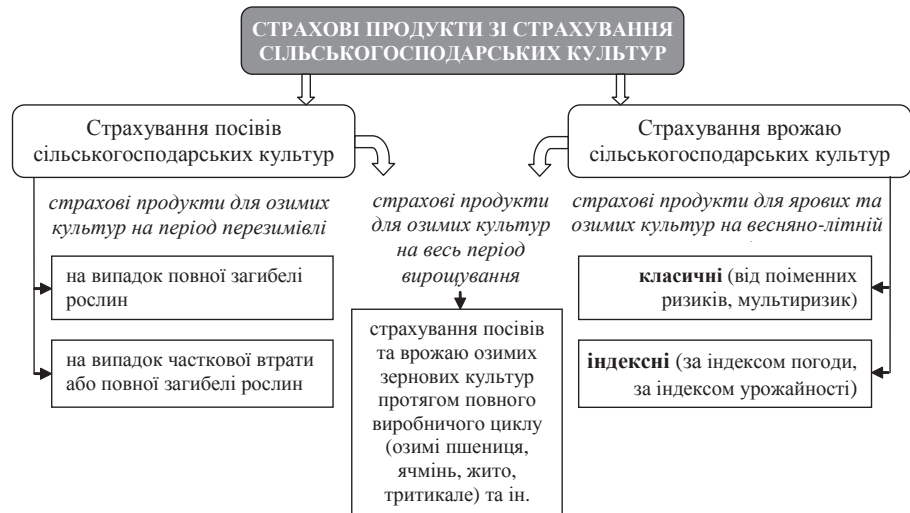 СТРАХОВІ ПРОДУКТИ ЗІ СТРАХУВАННЯ
СІЛЬСЬКОГОСПОДАРСЬКИХ КУЛЬТУР
Страхування посівів
сільськогосподарських культур
Страхування врожаю
сільськогосподарських культур
страхові продукти для озимих
культур на період перезимівлі
на випадок повної загибелі
рослин
на випадок часткової втрати
або повної загибелі рослин
страхові продукти
для озимих культур
на весь період
вирощування
страхування посівів
та врожаю озимих
зернових культур
протягом повного
виробничого циклу
(озимі пшениця,
ячмінь, жито,
тритикале) та ін.
страхові продукти для ярових та
озимих культур на весняно-літній
класичні (від поіменних
ризиків, мультиризик)
індексні (за індексом погоди,
за індексом урожайності)